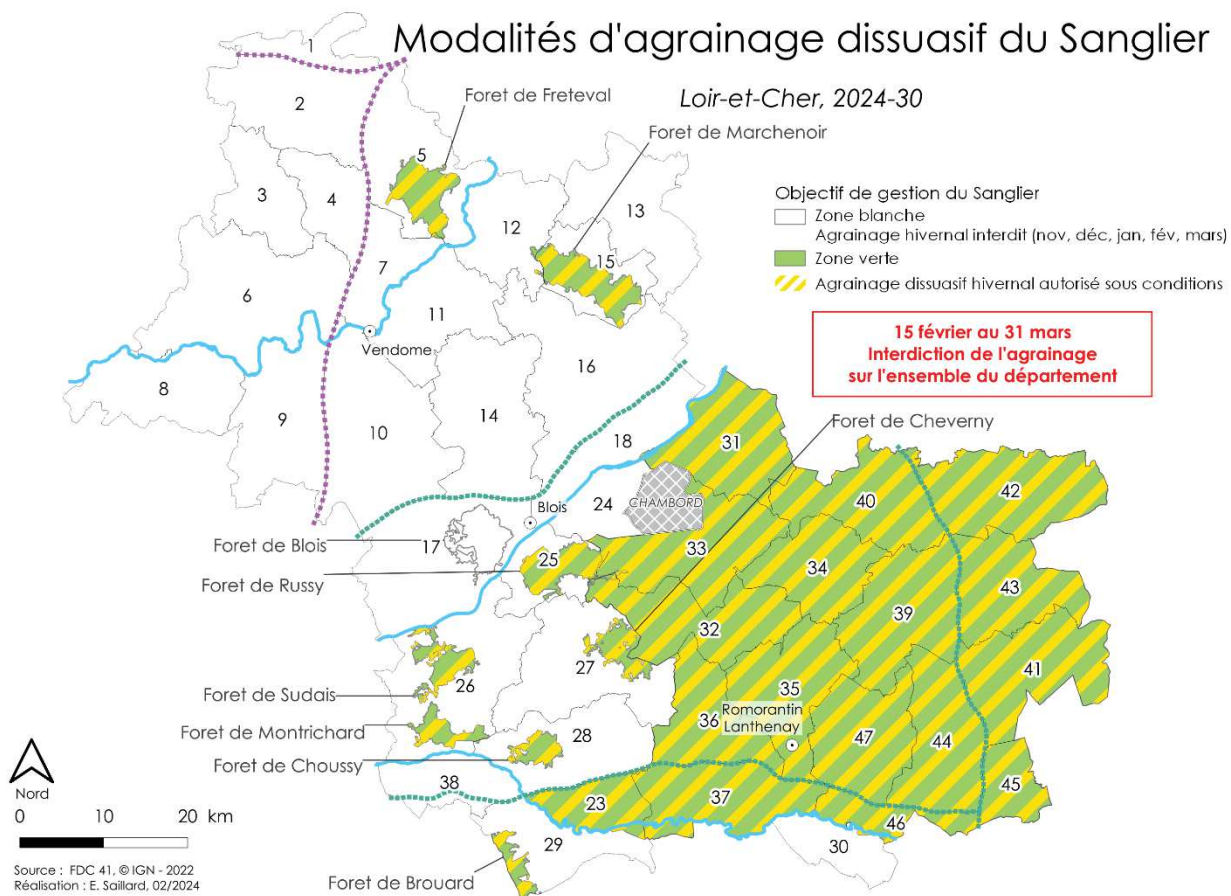 Modalités d'agrainage dissuasif du Sanglier
Loir-et-Cher, 2024-30
Foret de Freteval
Foret de Marchenoir
Objectif de gestion du Sanglier
Zone blanche
Agrainage hivernal interdit (nov, déc, jan, fév, mars)
Zone verte
Agrainage dissuasif hivernal autorisé sous conditions
15 février au 31 mars
Interdiction de l'agrainage
sur l'ensemble du département
1
2
3
4
5
6
7
8
9
10
11
12
13
14
15
16
Vendome
Foret de Cheverny
18
31
40
42
24
CHAMBORD
Blois
17
Foret de Blois
25
33
34
43
Foret de Russy
39
32
27
41
26
35
Foret de Sudais
Romorantin
Lanthenay
36
47
44
Foret de Montrichard
28
Foret de Choussy
38
45
23
37
46
29
30
Foret de Brouard
Nord
0 10 20 km
Source : FDC 41, © IGN - 2022
Réalisation : E. Saillard, 02/2024